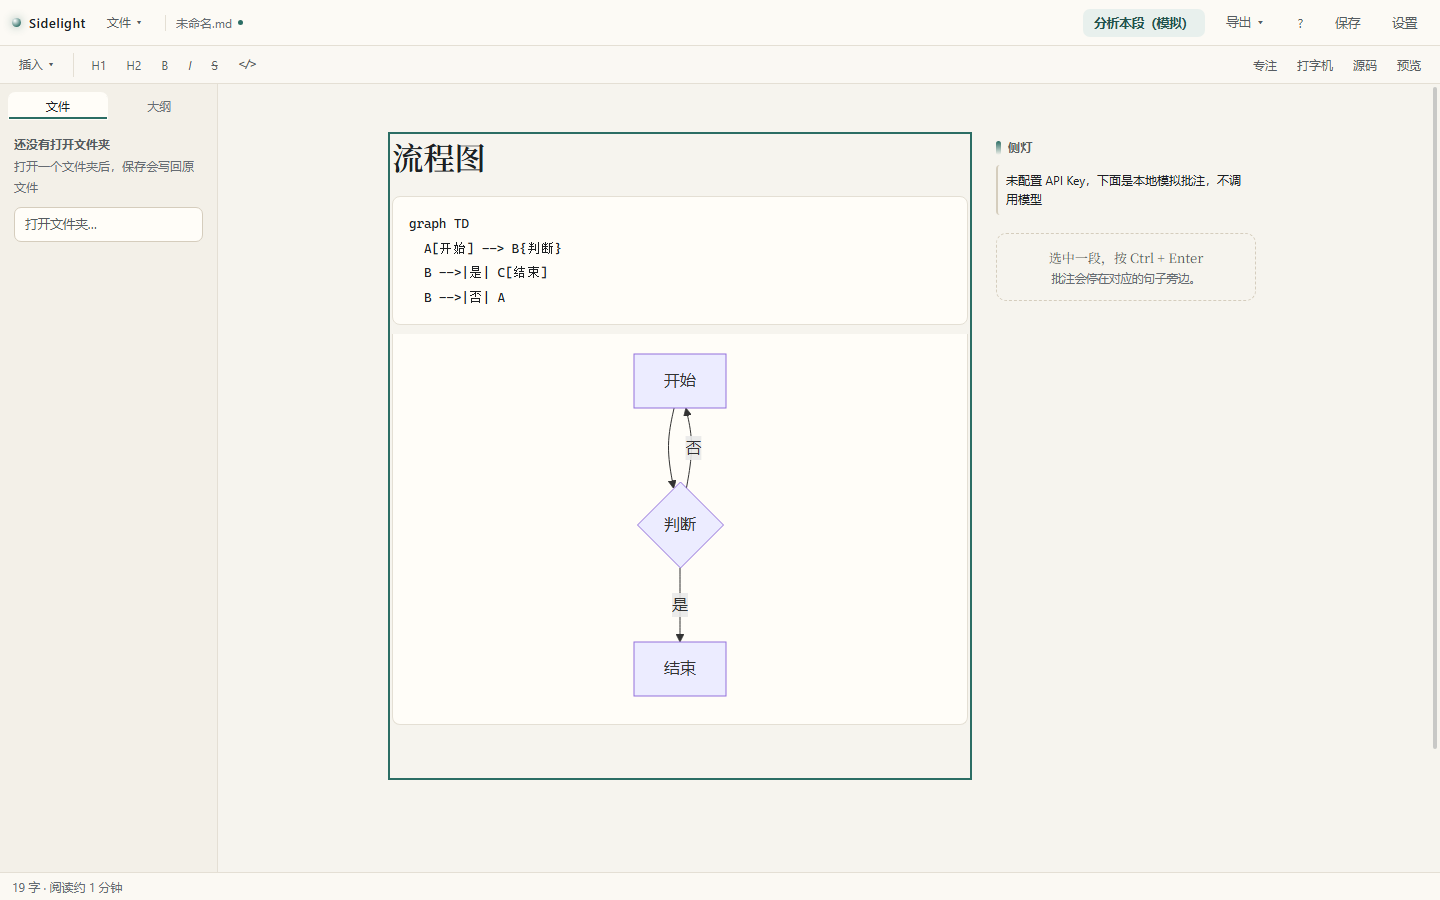 Sidelight 文件 未命名.md 分析本段（模拟） 导出 ? 保存 设置
插入 H1 H2 B I S </> 专注 打字机 源码 预览
文件 大纲
还没有打开文件夹
打开一个文件夹后，保存会写回原
文件
打开文件夹...
流程图
graph TD
  A[开始] --> B{判断}
  B -->|是| C[结束]
  B -->|否| A
开始
否
判断
是
结束
侧灯
未配置 API Key，下面是本地模拟批注，不调
用模型
选中一段，按 Ctrl + Enter
批注会停在对应的句子旁边。
19 字 · 阅读约 1 分钟